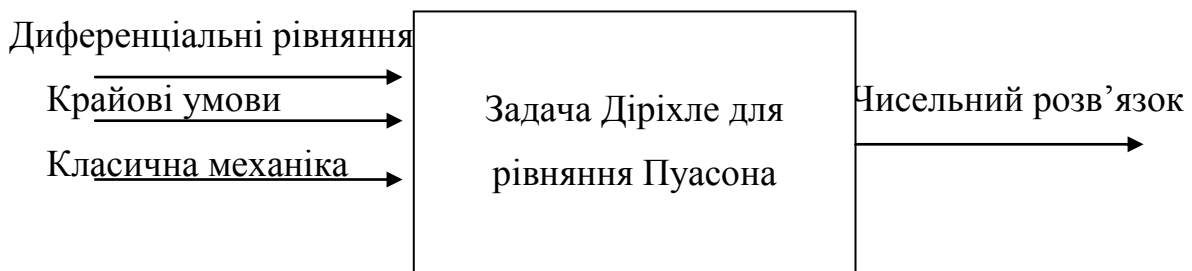 Диференціальні рівняння
Крайові умови
Класична механіка
Задача Діріхле для
рівняння Пуасона
Чисельний розв’язок